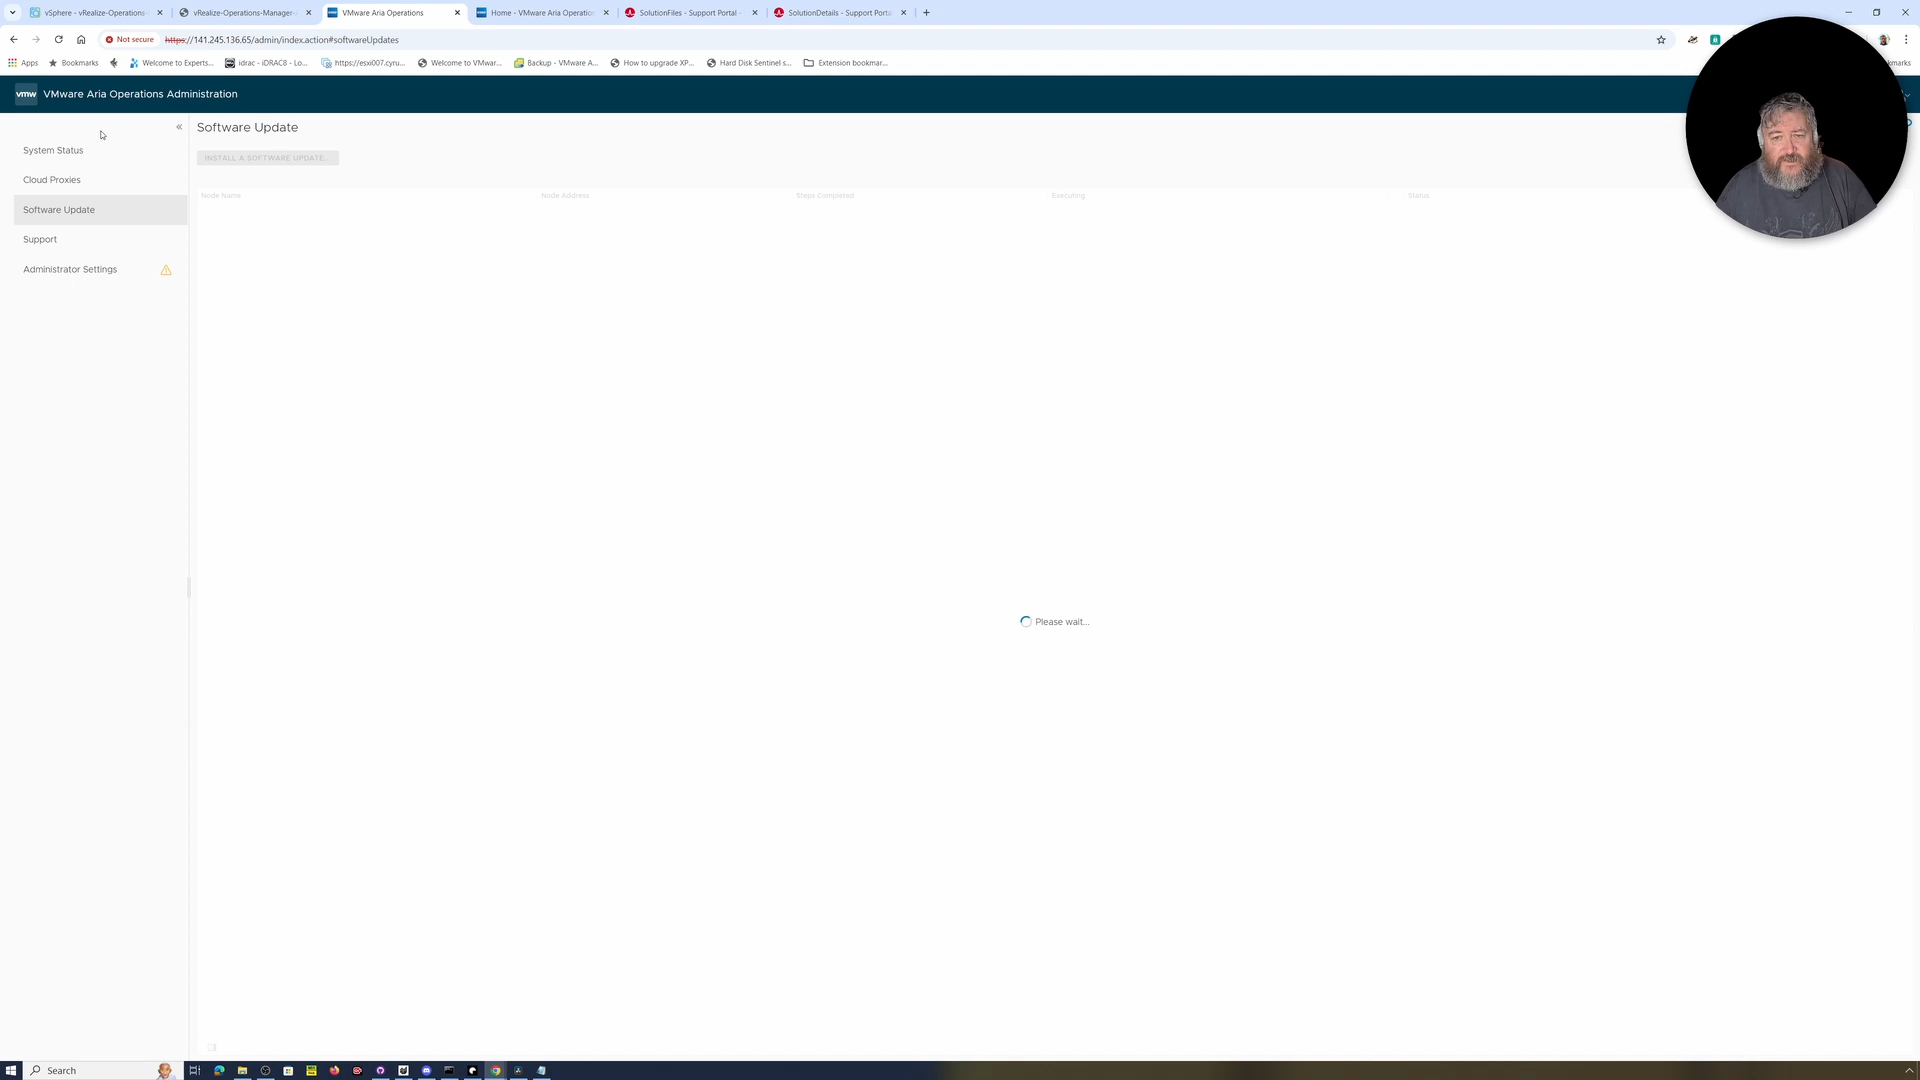 vSphere - vRealize-Operations-
vRealize-Operations-Manager-
VMware Aria Operations
Home - VMware Aria Operation
SolutionFiles - Support Portal -
SolutionDetails - Support Porta
Not secure
https://141.245.136.65/admin/index.action#softwareUpdates
Apps
Bookmarks
Welcome to Experts...
idrac - iDRAC8 - Lo...
https://esxi007.cyru...
Welcome to VMwar...
Backup - VMware A...
How to upgrade XP...
Hard Disk Sentinel s...
Extension bookmar...
kmarks
vmw
VMware Aria Operations Administration
System Status
Cloud Proxies
Software Update
Support
Administrator Settings
Software Update
INSTALL A SOFTWARE UPDATE...
Node Name
Node Address
Steps Completed
Executing
Status
Please wait...
Search